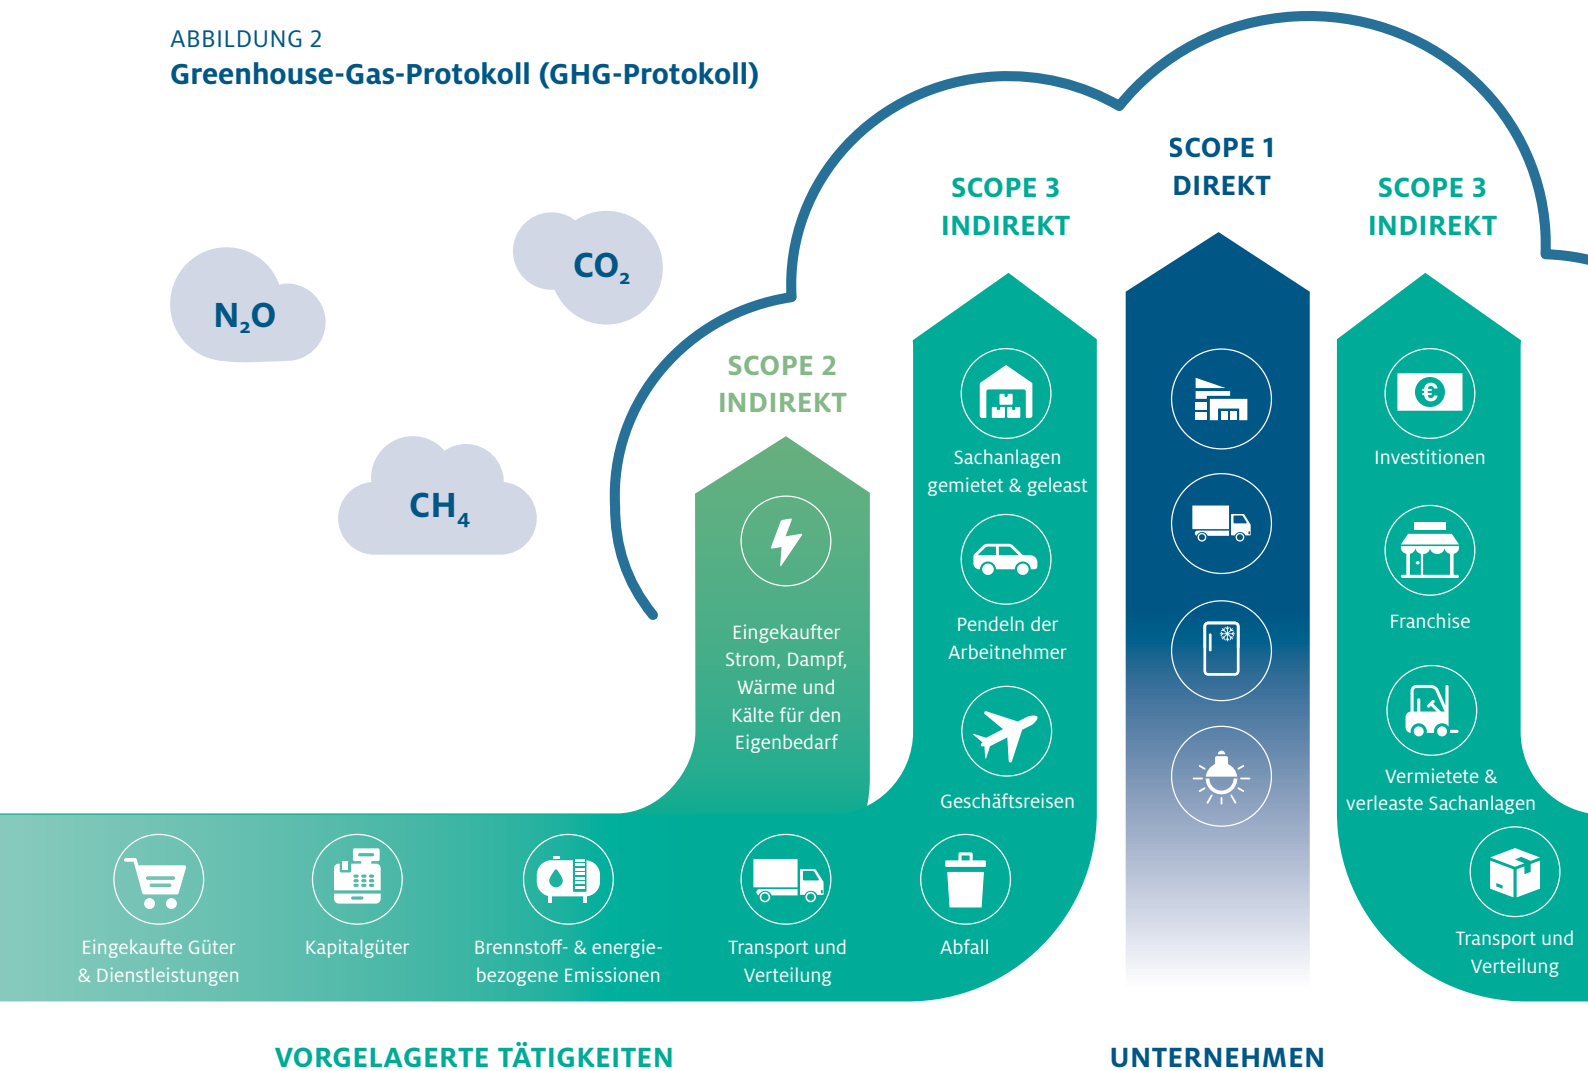 ABBILDUNG 2
Greenhouse-Gas-Protokoll (GHG-Protokoll)
N₂O
CO₂
CH₄
SCOPE 2
INDIREKT
Eingekaufter
Strom, Dampf,
Wärme und
Kälte für den
Eigenbedarf
SCOPE 3
INDIREKT
Sachanlagen
gemietet & geleast
Pendeln der
Arbeitnehmer
Geschäftsreisen
SCOPE 1
DIREKT
SCOPE 3
INDIREKT
€
Investitionen
Franchise
Vermietete &
verleaste Sachanlagen
Eingekaufte Güter
& Dienstleistungen
Kapitalgüter
Brennstoff- & energie-
bezogene Emissionen
Transport und
Verteilung
Abfall
Transport und
Verteilung
VORGELAGERTE TÄTIGKEITEN
UNTERNEHMEN